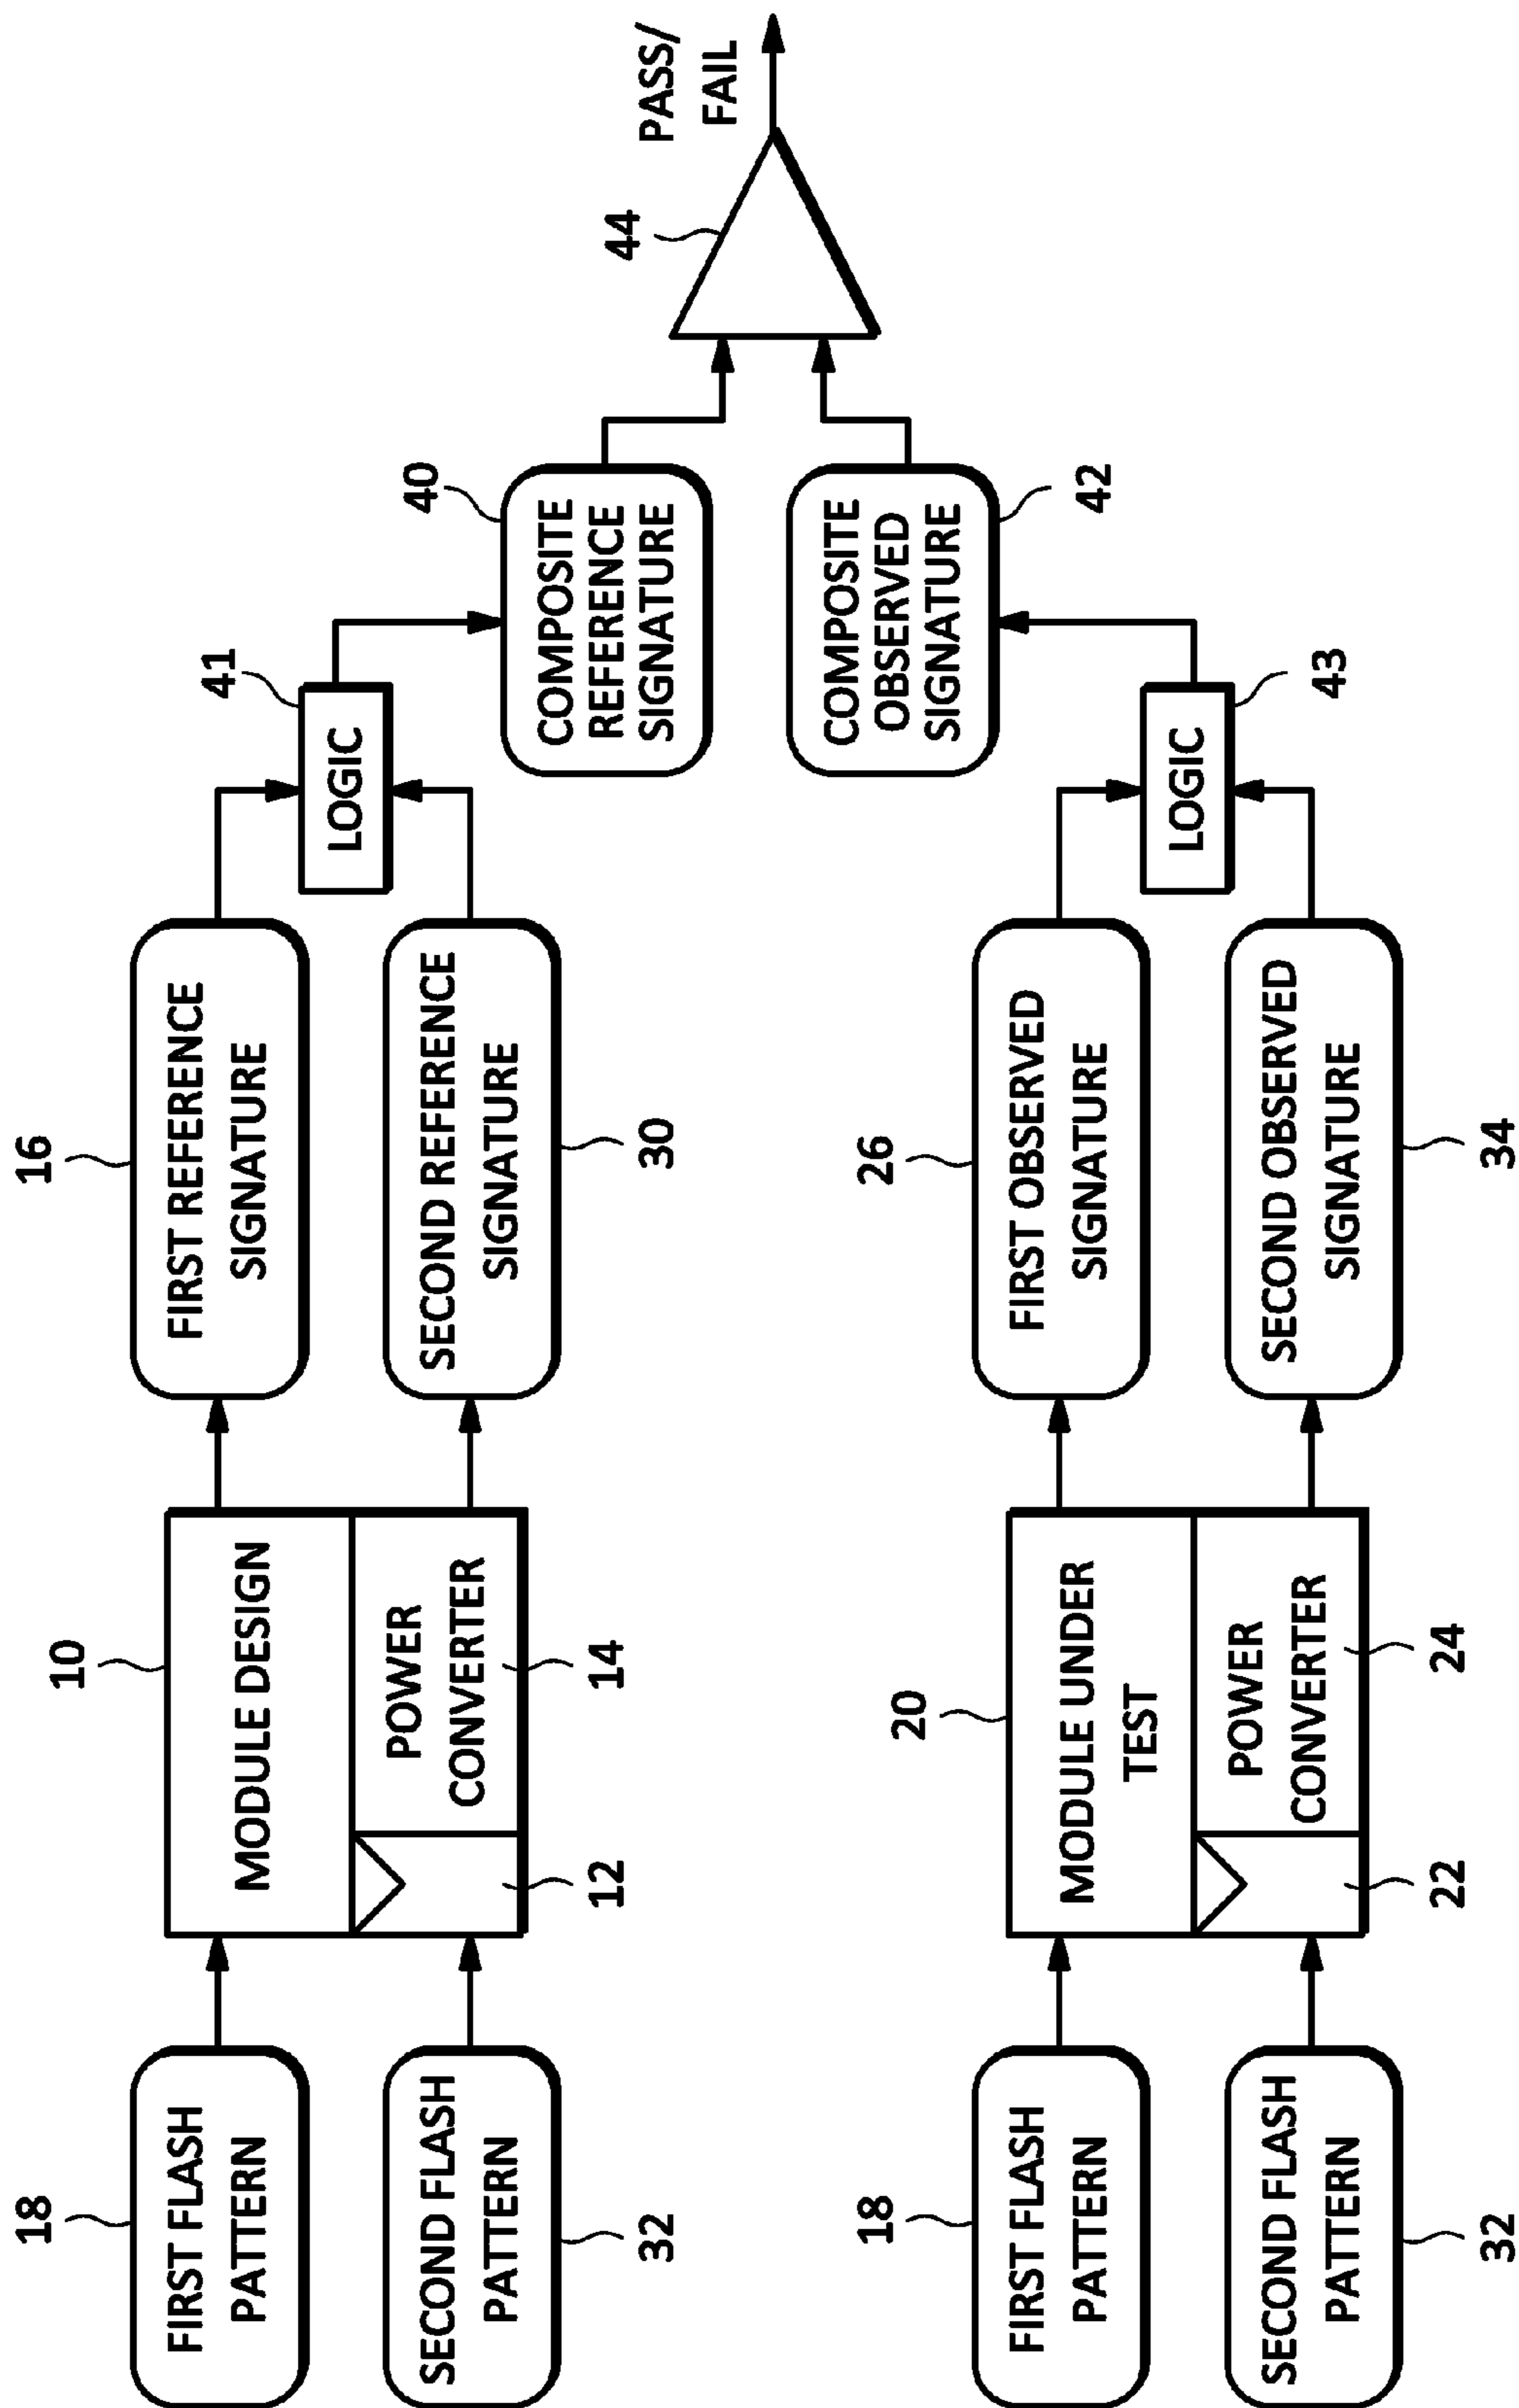 18
FIRST FLASH
PATTERN
SECOND FLASH
PATTERN
32
10
MODULE DESIGN
POWER
CONVERTER
12
14
16
FIRST REFERENCE
SIGNATURE
SECOND REFERENCE
SIGNATURE
30
41
LOGIC
40
COMPOSITE
REFERENCE
SIGNATURE
44
PASS/
FAIL
18
FIRST FLASH
PATTERN
SECOND FLASH
PATTERN
32
20
MODULE UNDER
TEST
POWER
CONVERTER
22
24
26
FIRST OBSERVED
SIGNATURE
SECOND OBSERVED
SIGNATURE
34
LOGIC
43
COMPOSITE
OBSERVED
SIGNATURE
42